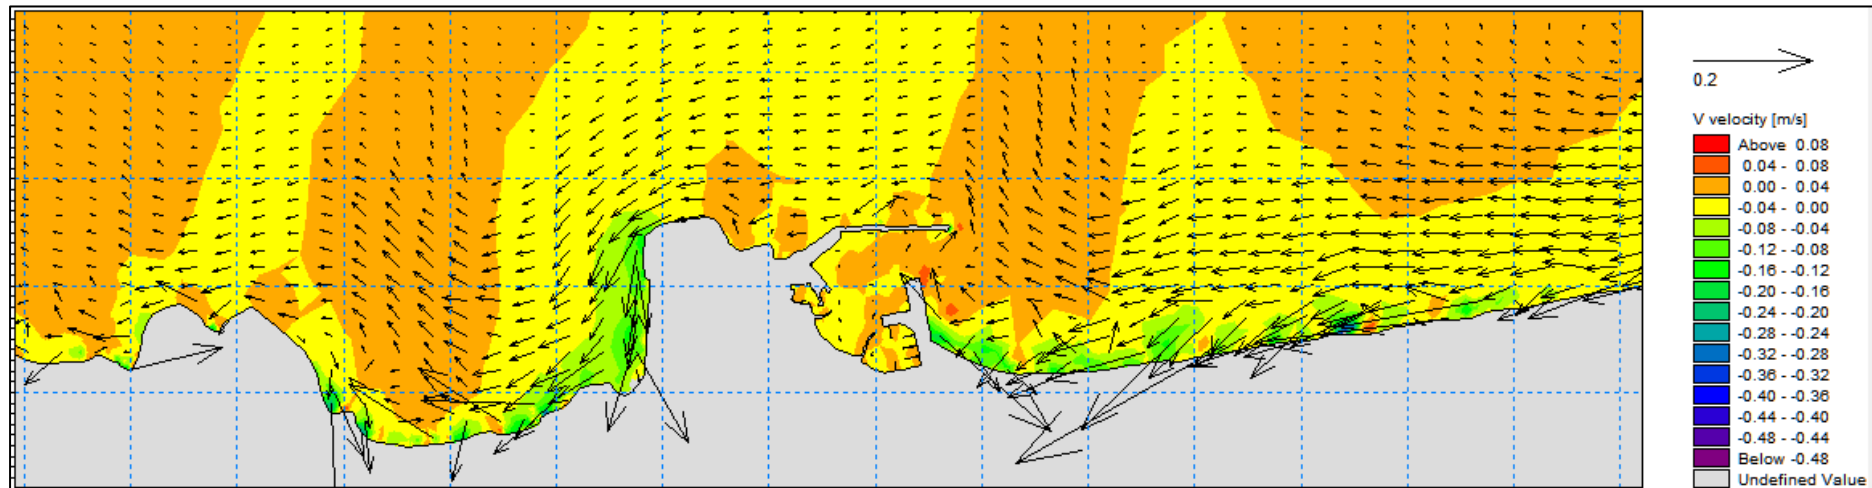 0.2
V velocity [m/s]
Above 0.08
0.04 - 0.08
0.00 - 0.04
-0.04 - 0.00
-0.08 - -0.04
-0.12 - -0.08
-0.16 - -0.12
-0.20 - -0.16
-0.24 - -0.20
-0.28 - -0.24
-0.32 - -0.28
-0.36 - -0.32
-0.40 - -0.36
-0.44 - -0.40
-0.48 - -0.44
Below -0.48
Undefined Value